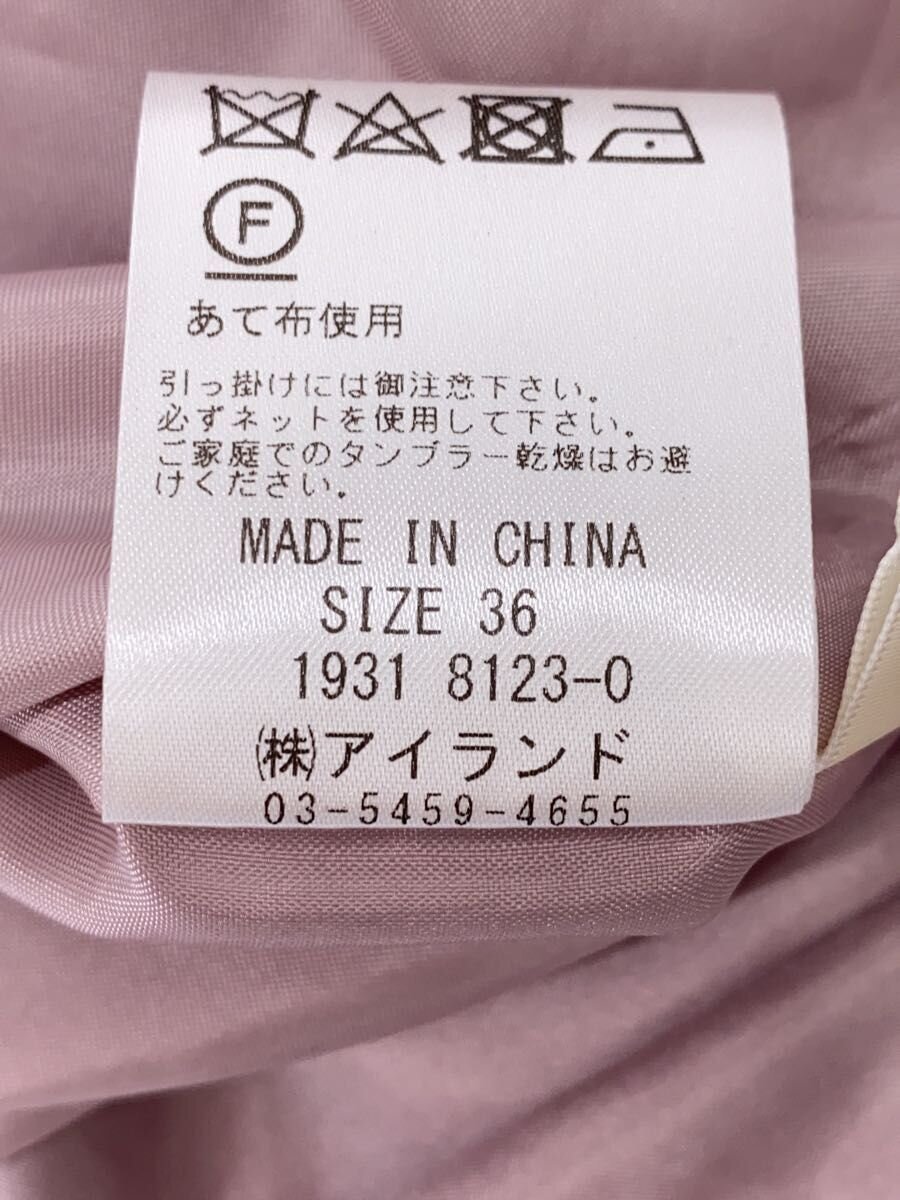 F
あて布使用
引っ掛けには御注意下さい。
必ずネットを使用して下さい。
ご家庭でのタンブラー乾燥はお避
けください。
MADE IN CHINA
SIZE 36
1931 8123-0
㈱アイランド
03-5459-4655